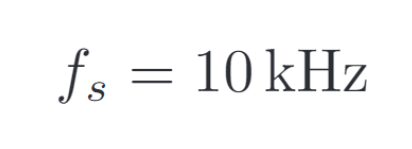 fₛ = 10 kHz